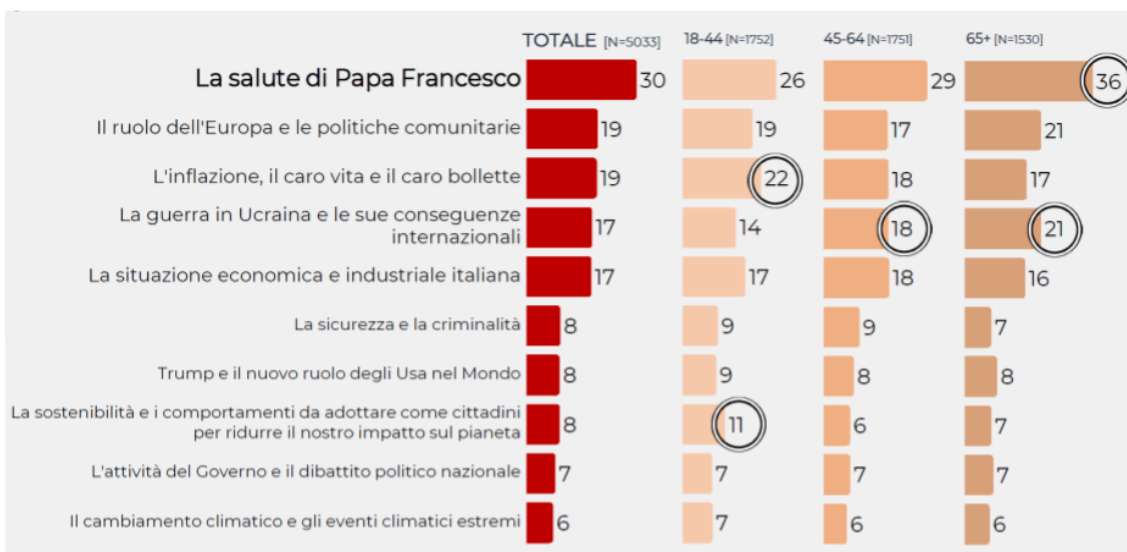 TOTALE [N=5033] 18-44 [N=1752] 45-64 [N=1751] 65+ [N=1530]
La salute di Papa Francesco 30 26 29 36
Il ruolo dell'Europa e le politiche comunitarie 19 19 17 21
L'inflazione, il caro vita e il caro bollette 19 22 18 17
La guerra in Ucraina e le sue conseguenze
internazionali 17 14 18 21
La situazione economica e industriale italiana 17 17 18 16
La sicurezza e la criminalità 8 9 9 7
Trump e il nuovo ruolo degli Usa nel Mondo 8 9 8 8
La sostenibilità e i comportamenti da adottare come cittadini
per ridurre il nostro impatto sul pianeta 8 11 6 7
L'attività del Governo e il dibattito politico nazionale 7 7 7 7
Il cambiamento climatico e gli eventi climatici estremi 6 7 6 6